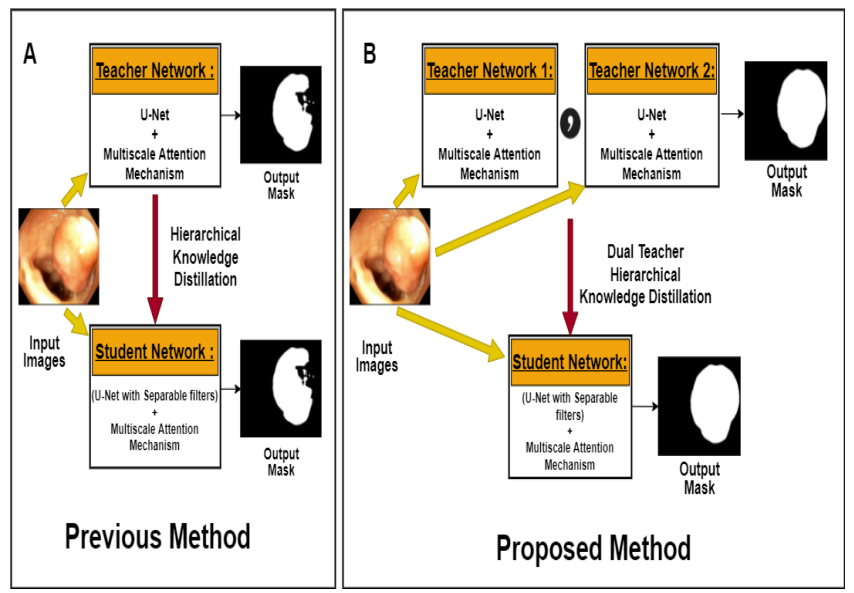 A
Teacher Network :
U-Net
+
Multiscale Attention
Mechanism
Output
Mask
Hierarchical
Knowledge
Distillation
Input
Images
Student Network :
(U-Net with Separable filters)
+
Multiscale Attention
Mechanism
Output
Mask
Previous Method
B
Teacher Network 1:
U-Net
+
Multiscale Attention
Mechanism
,
Teacher Network 2:
U-Net
+
Multiscale Attention
Mechanism
Output
Mask
Dual Teacher
Hierarchical
Knowledge Distillation
Input
Images
Student Network:
(U-Net with Separable
filters)
+
Multiscale Attention
Mechanism
Output
Mask
Proposed Method